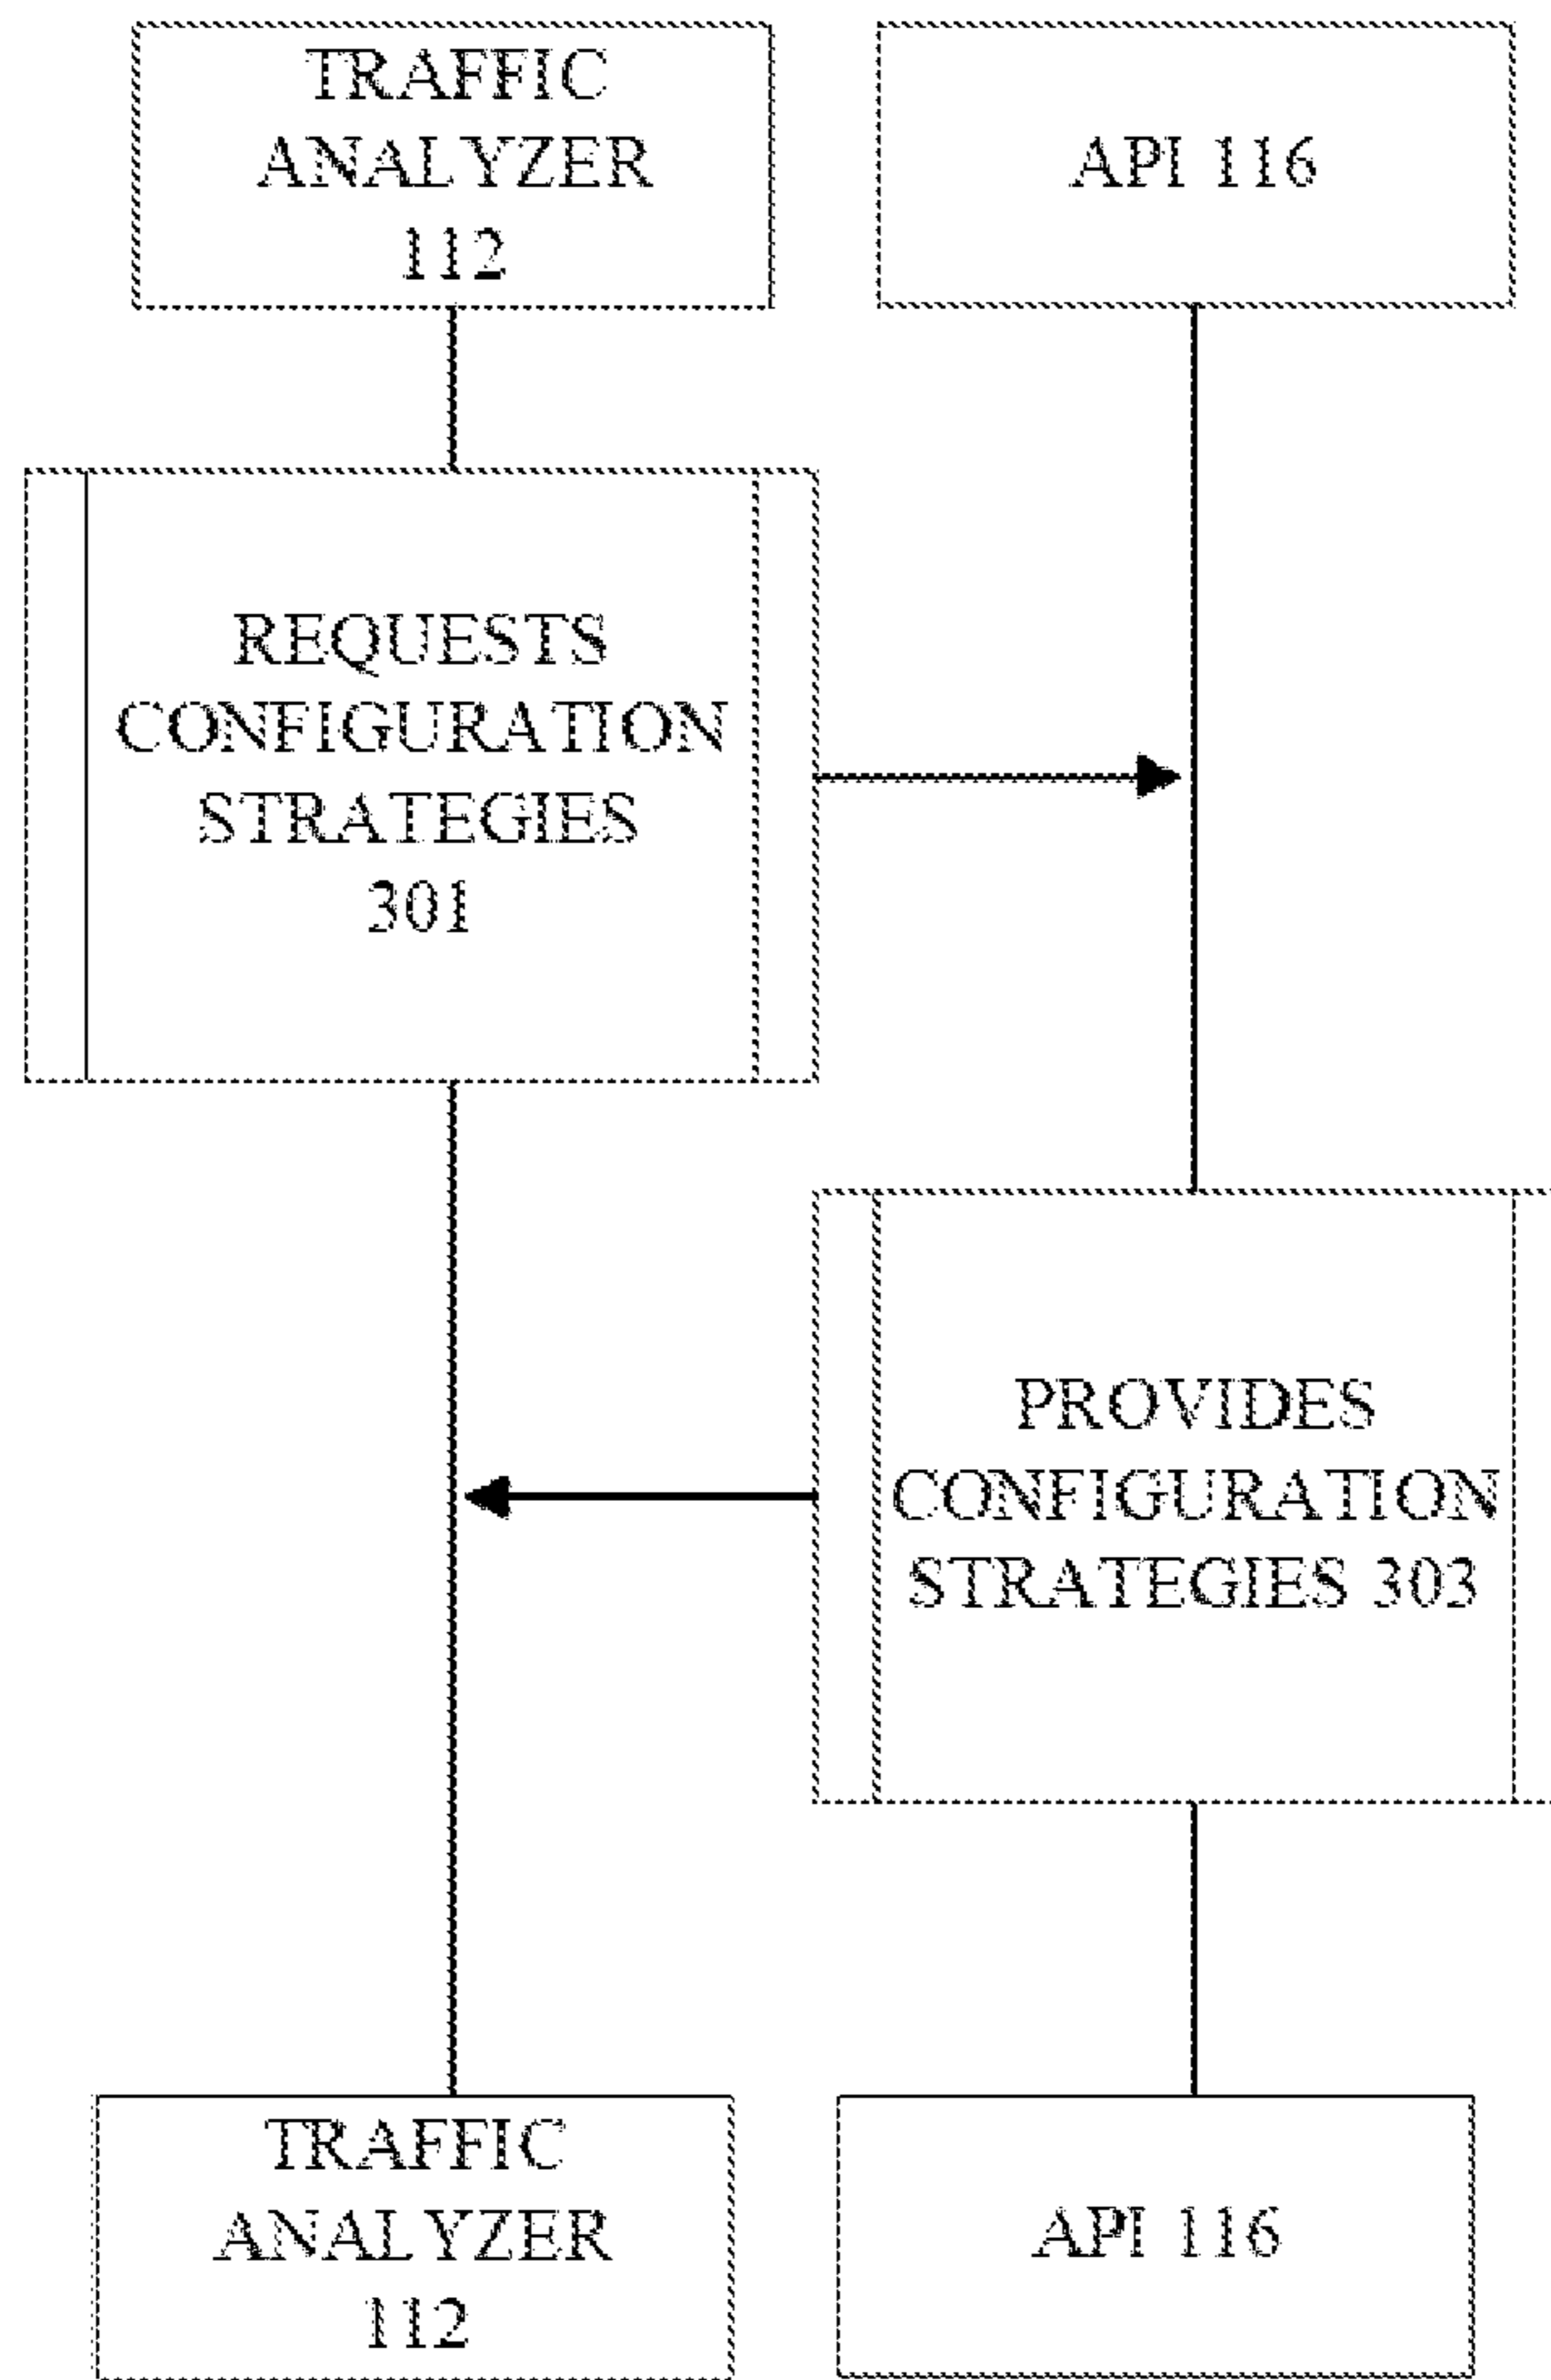 TRAFFIC
ANALYZER
112
API 116
REQUESTS
CONFIGURATION
STRATEGIES
301
PROVIDES
CONFIGURATION
STRATEGIES 303
TRAFFIC
ANALYZER
112
API 116